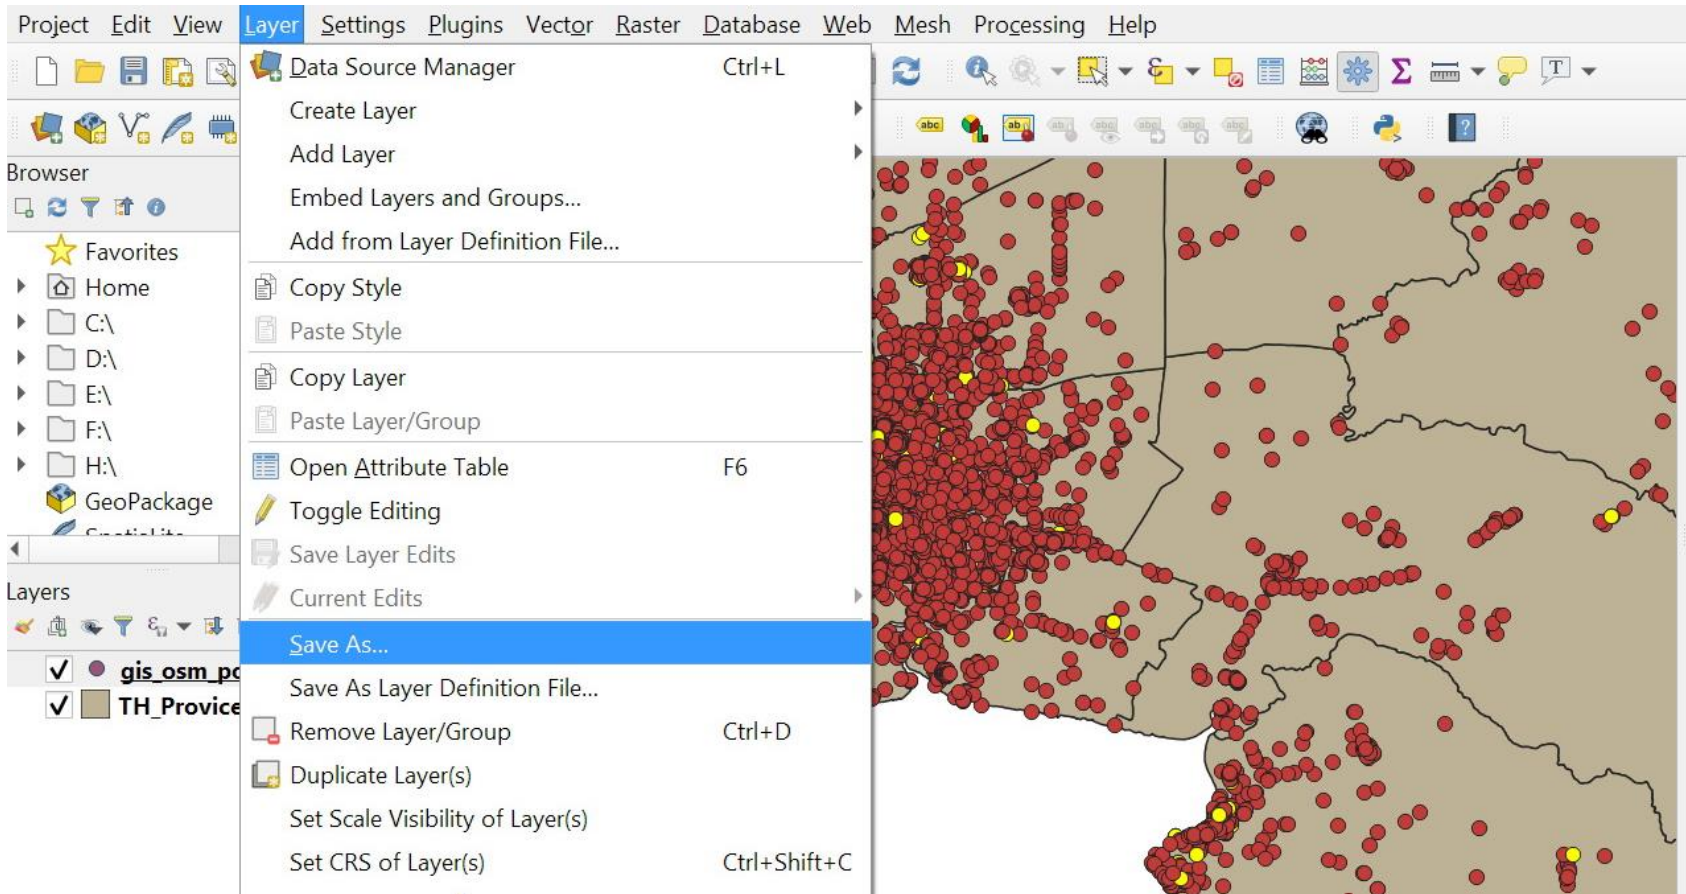 Project Edit View Layer Settings Plugins Vector Raster Database Web Mesh Processing Help
Data Source Manager Ctrl+L
Create Layer
Add Layer
Embed Layers and Groups...
Add from Layer Definition File...
Copy Style
Paste Style
Copy Layer
Paste Layer/Group
Open Attribute Table F6
Toggle Editing
Save Layer Edits
Current Edits
Save As...
Save As Layer Definition File...
Remove Layer/Group Ctrl+D
Duplicate Layer(s)
Set Scale Visibility of Layer(s)
Set CRS of Layer(s) Ctrl+Shift+C
Browser
Favorites
Home
C:\
D:\
E:\
F:\
H:\
GeoPackage
Layers
gis_osm_po
TH_Provice